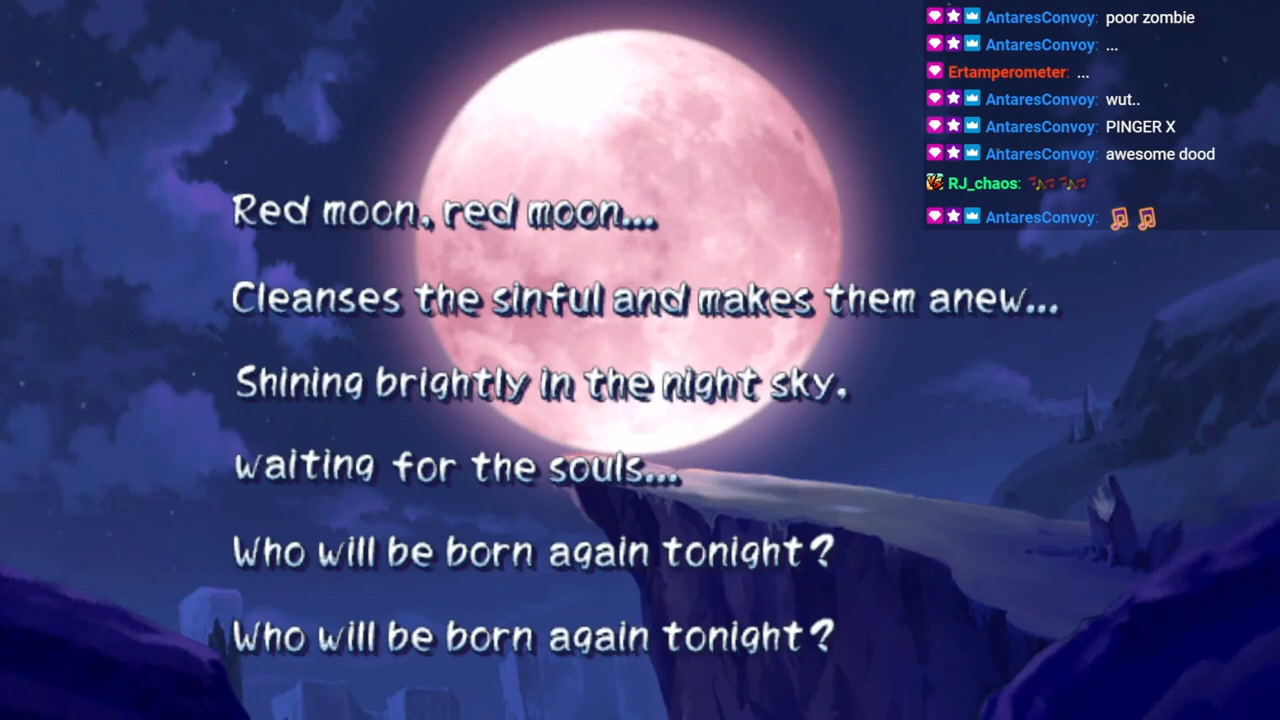 AntaresConvoy: poor zombie
AntaresConvoy: ...
Ertamperometer: ...
AntaresConvoy: wut..
AntaresConvoy: PINGER X
AntaresConvoy: awesome dood
RJ_chaos:
AntaresConvoy:
Red moon, red moon...
Cleanses the sinful and makes them anew...
Shining brightly in the night sky.
waiting for the souls...
Who will be born again tonight?
Who will be born again tonight?